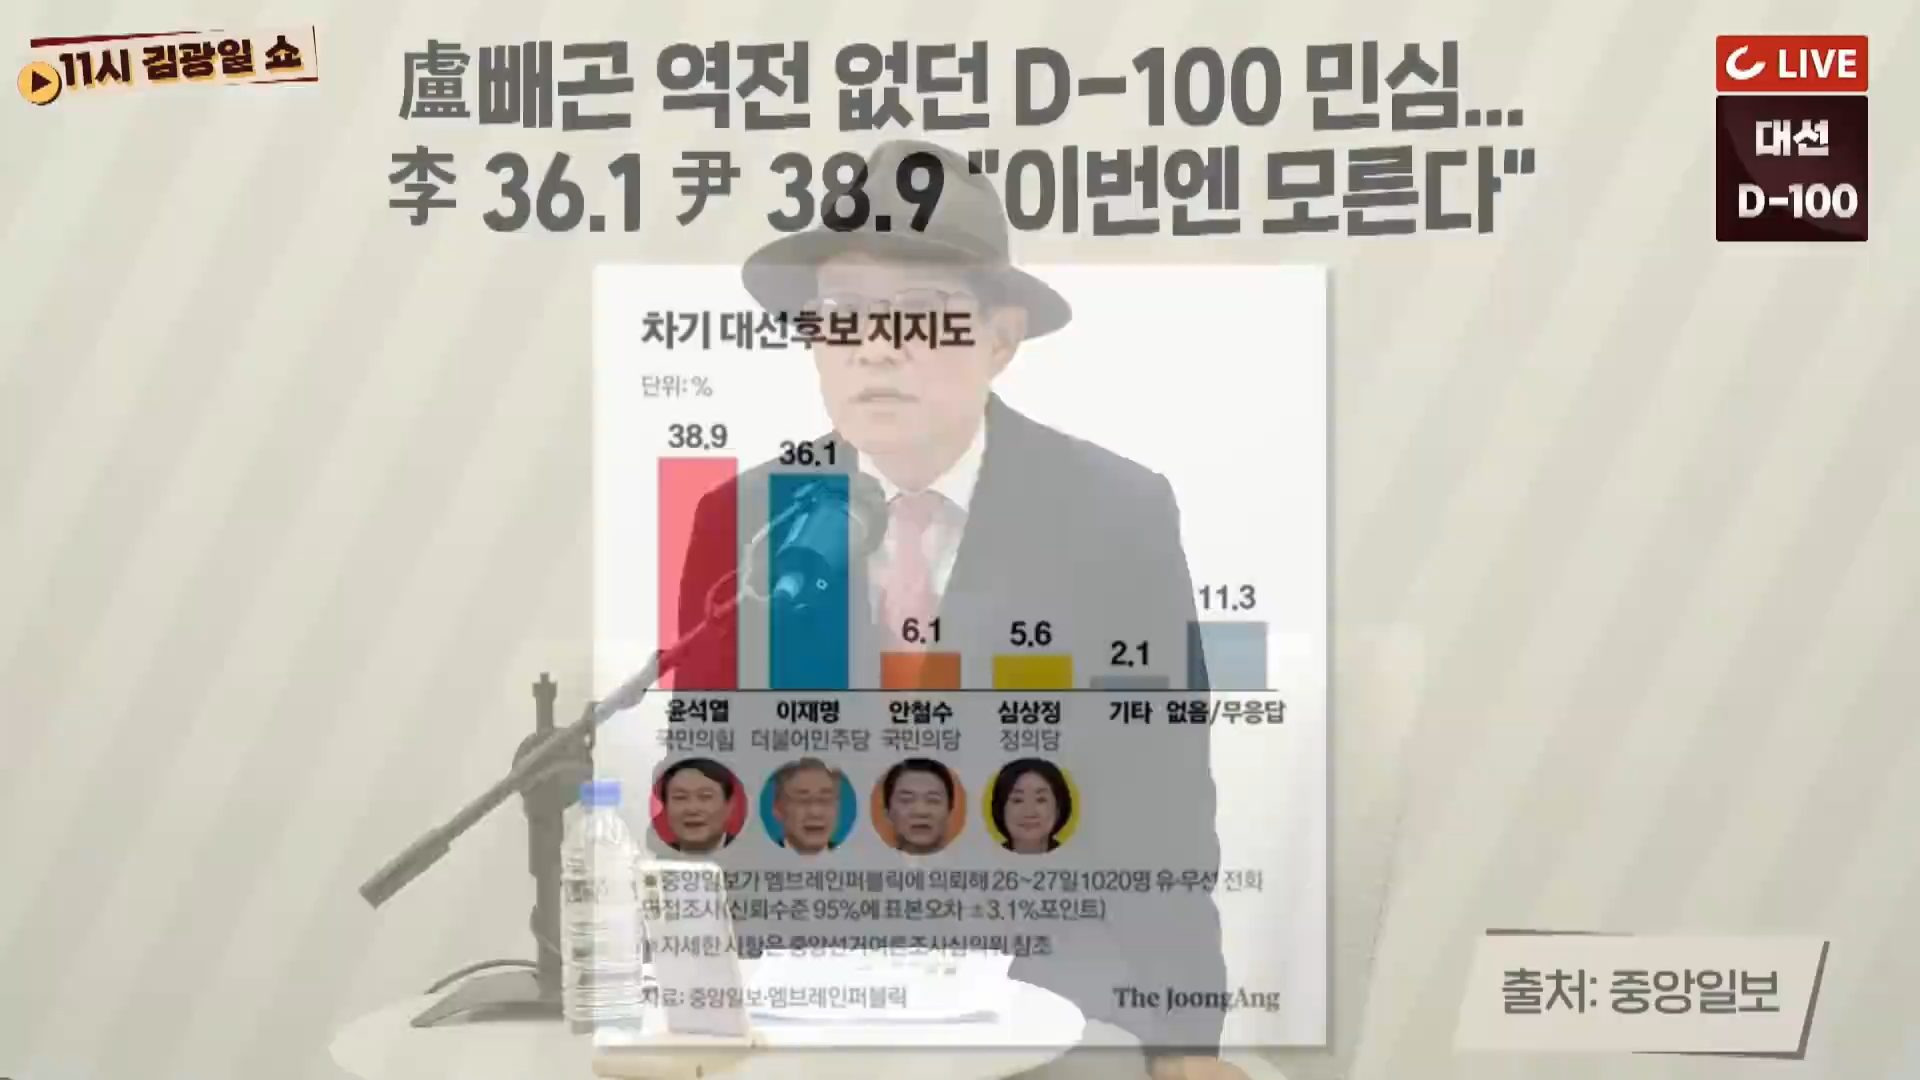 11시 김광일 쇼
盧빼곤 역전 없던 D-100 민심...
李 36.1 尹 38.9 "이번엔 모른다"
LIVE
대선
D-100
차기 대선후보 지지도
단위: %
38.9
36.1
6.1
5.6
2.1
11.3
윤석열 이재명 안철수 심상정 기타 없음/무응답
국민의힘 더불어민주당 국민의당 정의당
※중앙일보가 엠브레인퍼블릭에 의뢰해 26~27일 1020명 유·무선 전화
면접조사(신뢰수준 95%에 표본오차 ±3.1%포인트)
※자세한 사항은 중앙선거여론조사심의위 참조
자료: 중앙일보·엠브레인퍼블릭
The JoongAng
출처: 중앙일보